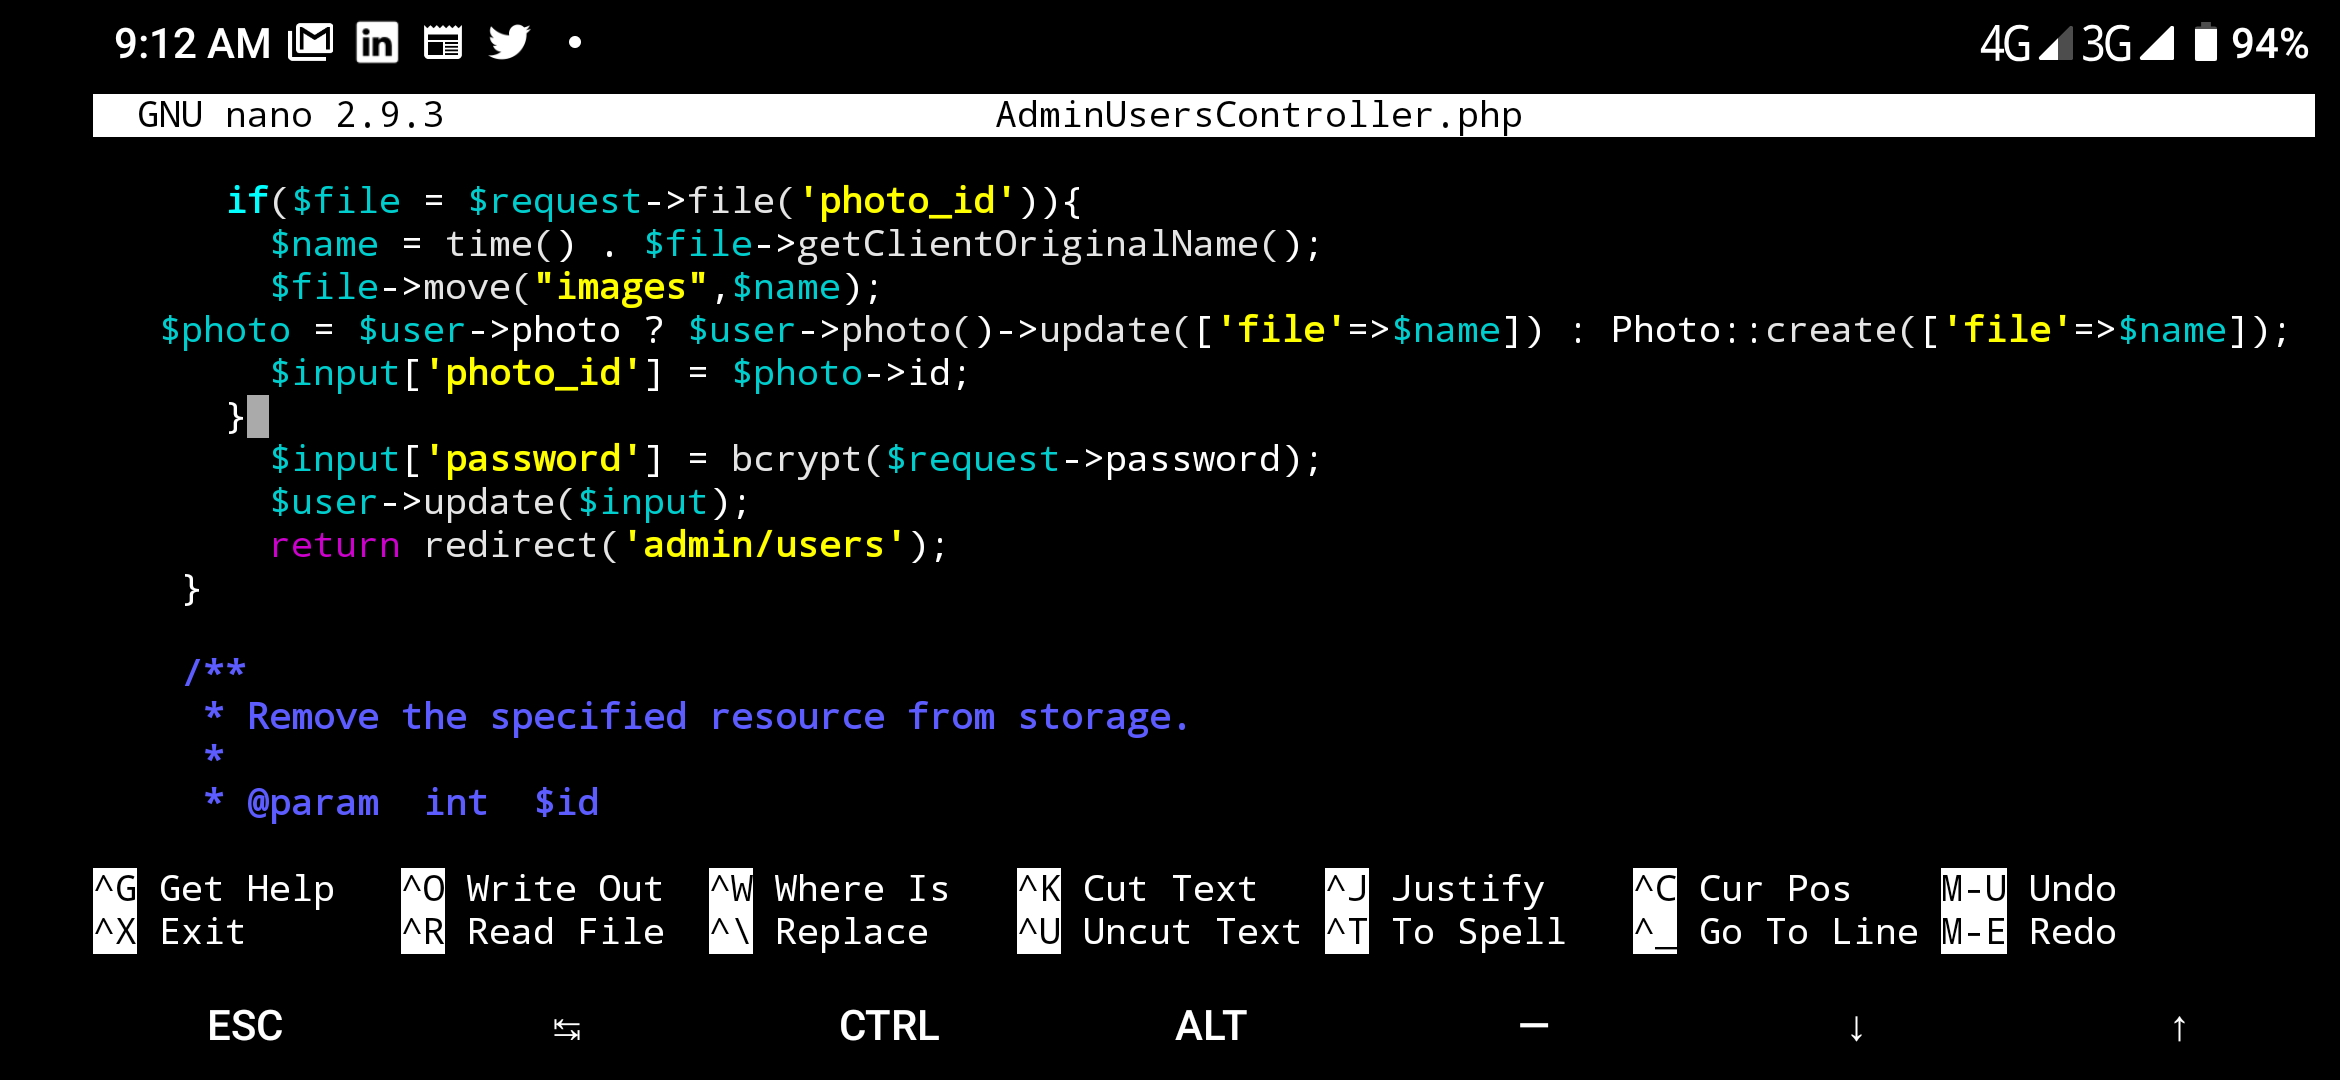 9:12 AM 4G 3G 94%
GNU nano 2.9.3 AdminUsersController.php
if($file = $request->file('photo_id')){
$name = time() . $file->getClientOriginalName();
$file->move("images",$name);
$photo = $user->photo ? $user->photo()->update(['file'=>$name]) : Photo::create(['file'=>$name]);
$input['photo_id'] = $photo->id;
}
$input['password'] = bcrypt($request->password);
$user->update($input);
return redirect('admin/users');
}
/**
* Remove the specified resource from storage.
*
* @param int $id
^G Get Help ^O Write Out ^W Where Is ^K Cut Text ^J Justify ^C Cur Pos M-U Undo
^X Exit ^R Read File ^\ Replace ^U Uncut Text ^T To Spell ^_ Go To Line M-E Redo
ESC ↹ CTRL ALT — ↓ ↑